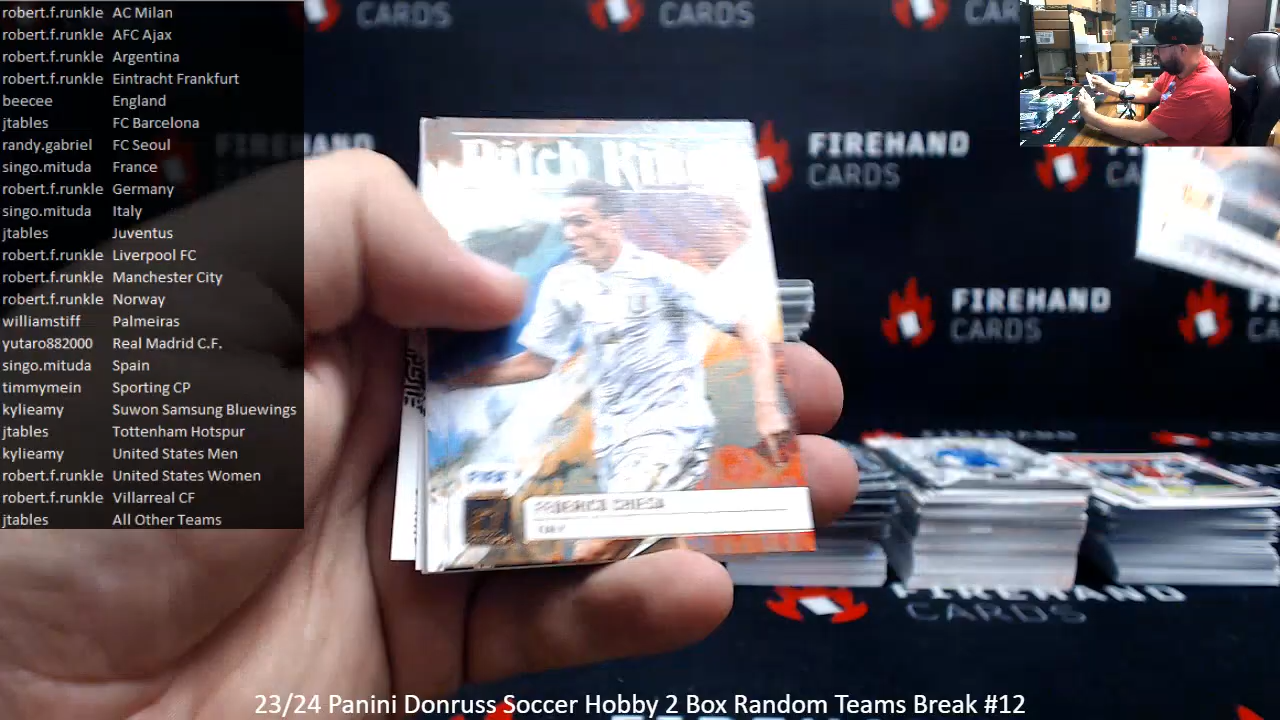 robert.f.runkle AC Milan
robert.f.runkle AFC Ajax
robert.f.runkle Argentina
robert.f.runkle Eintracht Frankfurt
beecee England
jtables FC Barcelona
randy.gabriel FC Seoul
singo.mituda France
robert.f.runkle Germany
singo.mituda Italy
jtables Juventus
robert.f.runkle Liverpool FC
robert.f.runkle Manchester City
robert.f.runkle Norway
williamstiff Palmeiras
yutaro882000 Real Madrid C.F.
singo.mituda Spain
timmymein Sporting CP
kylieamy Suwon Samsung Bluewings
jtables Tottenham Hotspur
kylieamy United States Men
robert.f.runkle United States Women
robert.f.runkle Villarreal CF
jtables All Other Teams
CARDS
CARDS
CAR
FIREHAND
CARDS
FIREHAND
CARDS
FIREHAND
CARDS
Pitch
ITALY
FIREHAND
CARDS
23/24 Panini Donruss Soccer Hobby 2 Box Random Teams Break #12